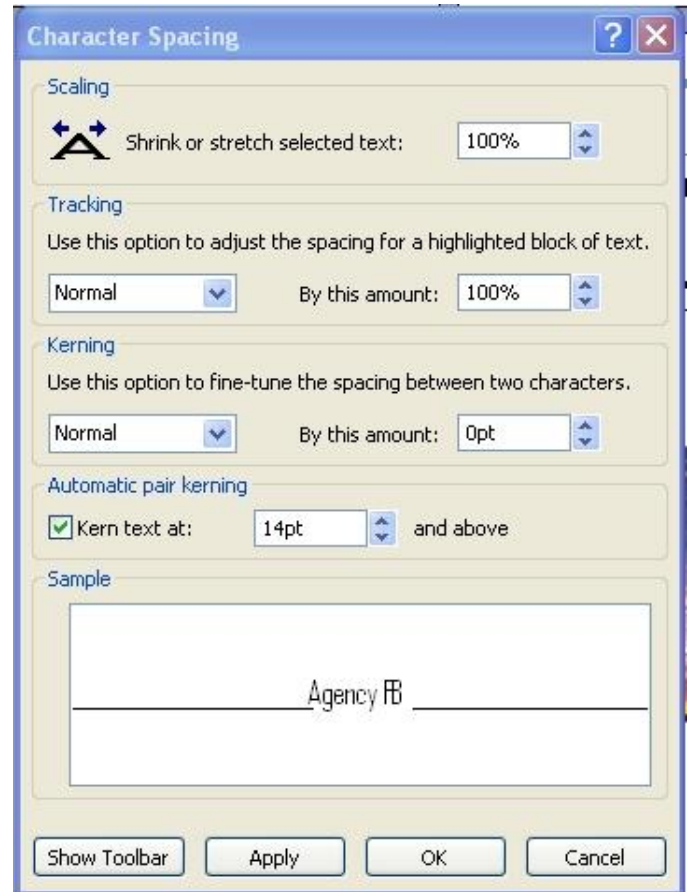 Character Spacing
Scaling
Shrink or stretch selected text: 100%
Tracking
Use this option to adjust the spacing for a highlighted block of text.
Normal By this amount: 100%
Kerning
Use this option to fine-tune the spacing between two characters.
Normal By this amount: 0pt
Automatic pair kerning
Kern text at: 14pt and above
Sample
Agency FB
Show Toolbar Apply OK Cancel